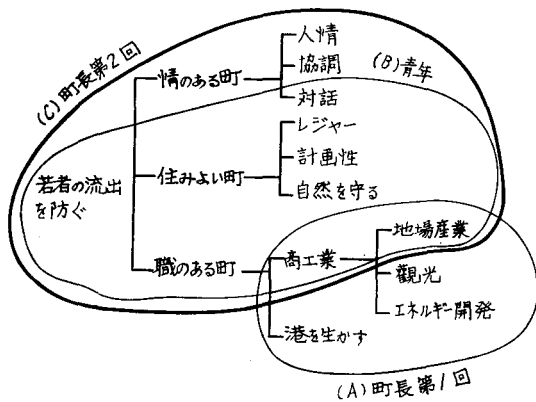 (C)町長第2回
(B)青年
人情
情のある町
協調
対話
レジャー
若者の流出
を防ぐ
住みよい町
計画性
自然を守る
職のある町
商工業
地場産業
觀光
エネルギー開発
港を生かす
(A)町長第1回